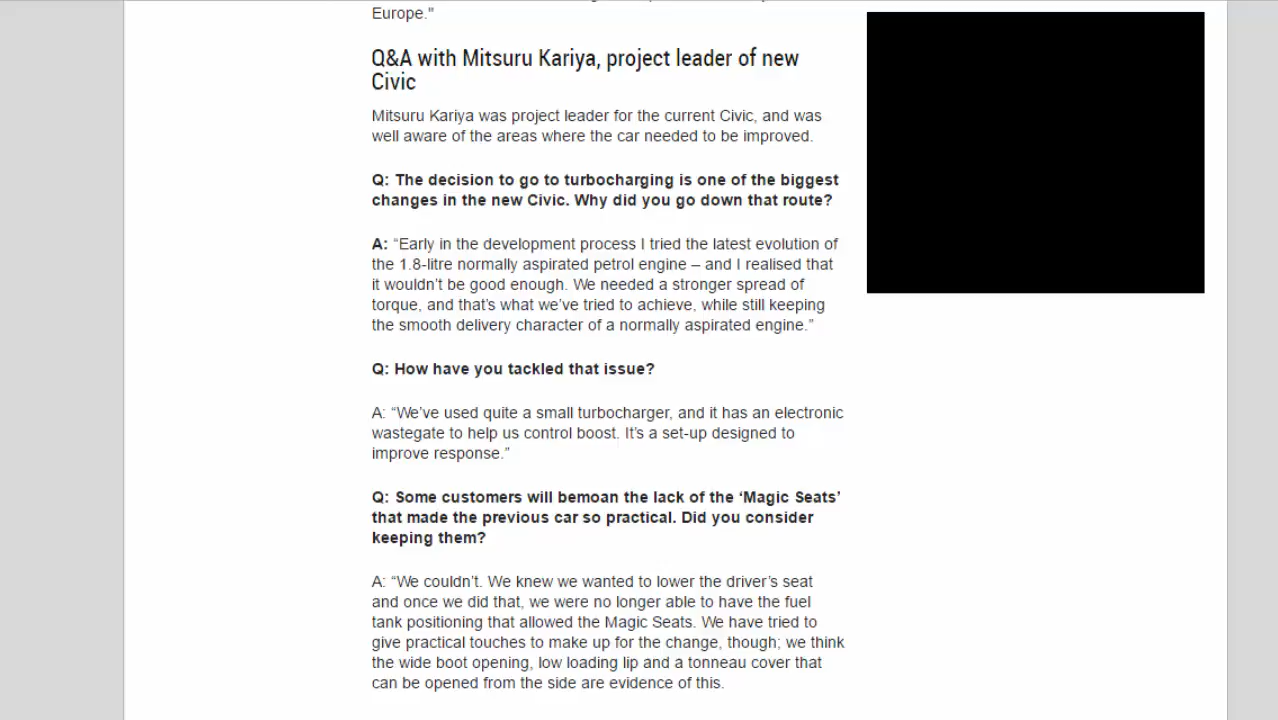 Europe."
Q&A with Mitsuru Kariya, project leader of new
Civic
Mitsuru Kariya was project leader for the current Civic, and was
well aware of the areas where the car needed to be improved.
Q: The decision to go to turbocharging is one of the biggest
changes in the new Civic. Why did you go down that route?
A: “Early in the development process I tried the latest evolution of
the 1.8-litre normally aspirated petrol engine – and I realised that
it wouldn’t be good enough. We needed a stronger spread of
torque, and that’s what we’ve tried to achieve, while still keeping
the smooth delivery character of a normally aspirated engine.”
Q: How have you tackled that issue?
A: “We’ve used quite a small turbocharger, and it has an electronic
wastegate to help us control boost. It’s a set-up designed to
improve response.”
Q: Some customers will bemoan the lack of the ‘Magic Seats’
that made the previous car so practical. Did you consider
keeping them?
A: “We couldn’t. We knew we wanted to lower the driver’s seat
and once we did that, we were no longer able to have the fuel
tank positioning that allowed the Magic Seats. We have tried to
give practical touches to make up for the change, though; we think
the wide boot opening, low loading lip and a tonneau cover that
can be opened from the side are evidence of this.